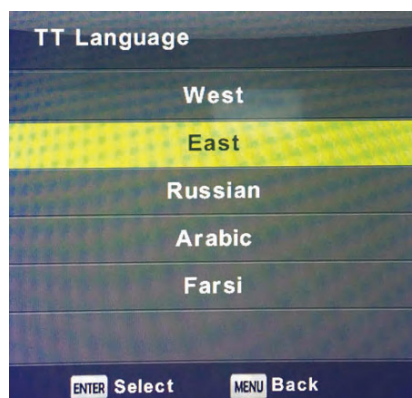 TT Language
West
East
Russian
Arabic
Farsi
ENTER Select MENU Back